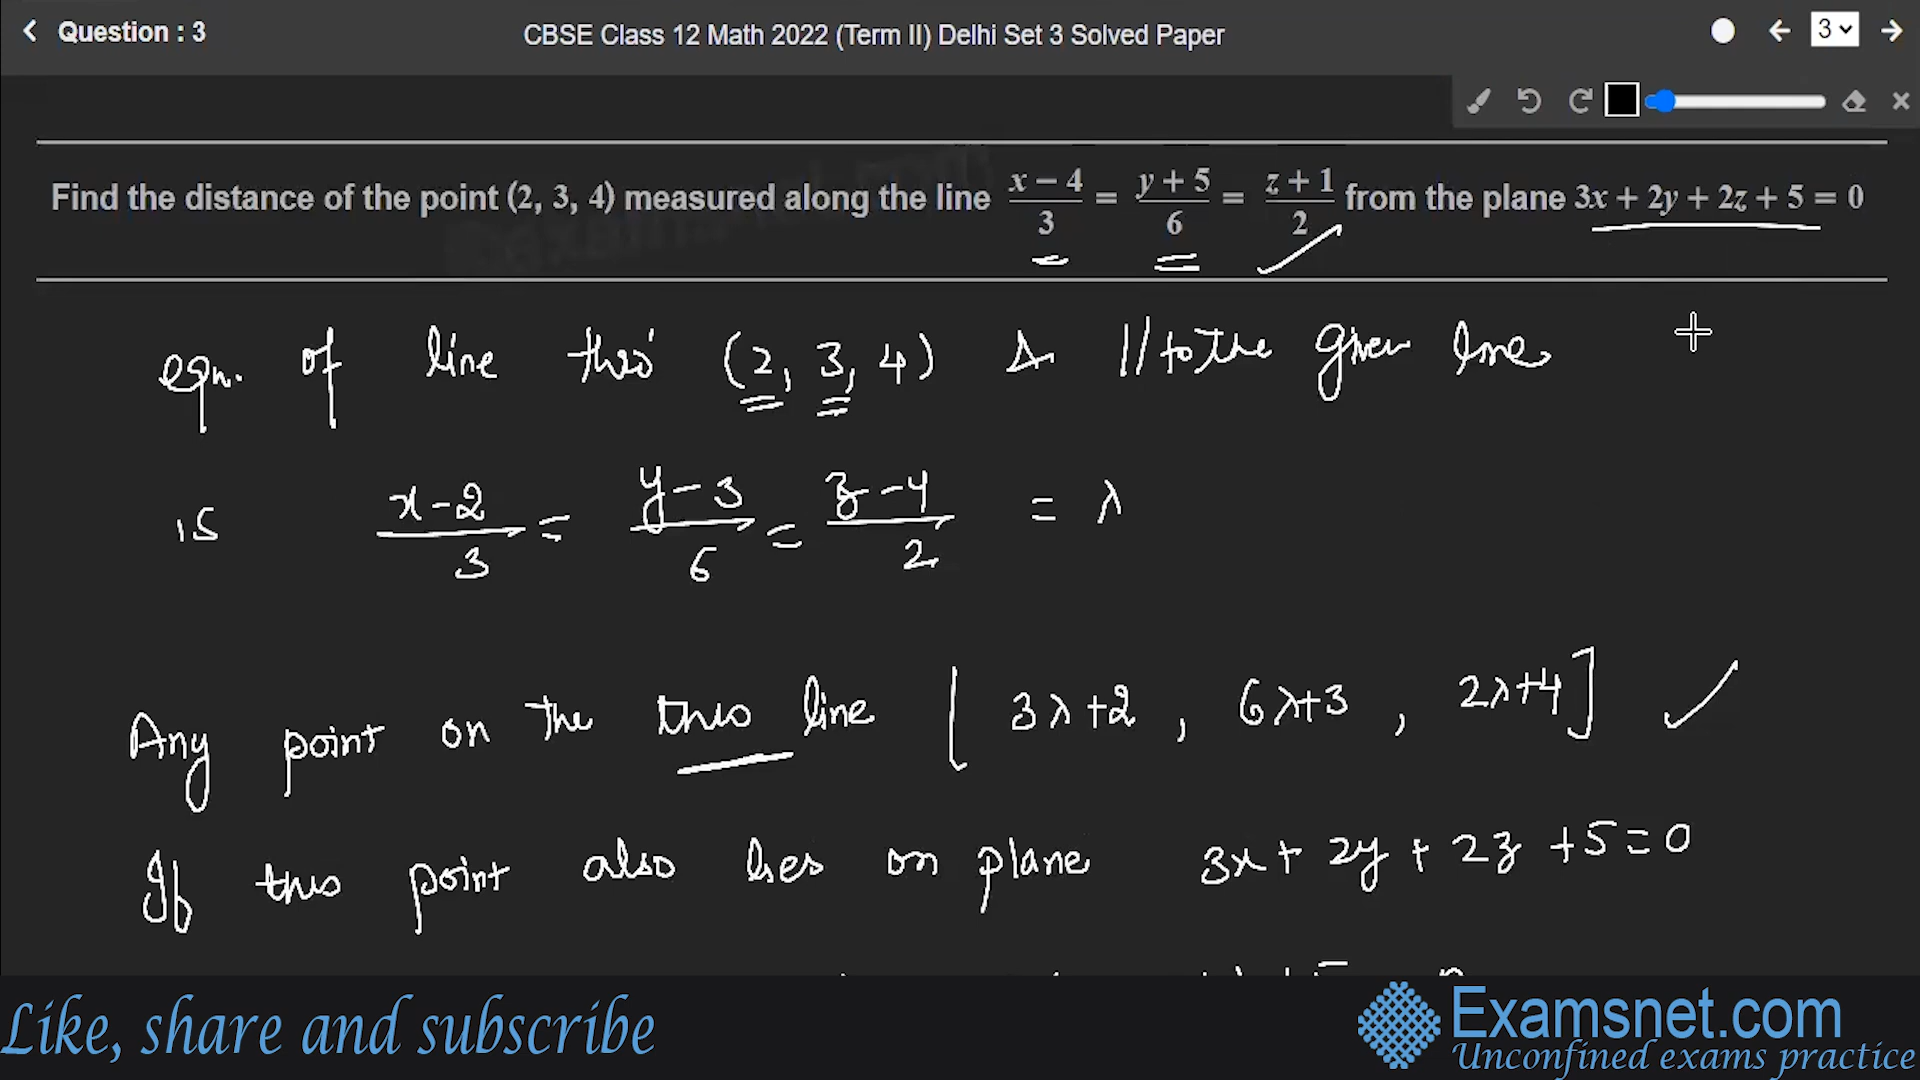 Question : 3
CBSE Class 12 Math 2022 (Term II) Delhi Set 3 Solved Paper
3
Find the distance of the point (2, 3, 4) measured along the line (x − 4)/3 = (y + 5)/6 = (z + 1)/2 from the plane 3x + 2y + 2z + 5 = 0
eqn. of line thro' (2, 3, 4) & // to the given line
is (x-2)/3 = (y-3)/6 = (z-4)/2 = λ
Any point on the this line [3λ+2, 6λ+3, 2λ+4]
If this point also lies on plane 3x + 2y + 2z + 5 = 0
Like, share and subscribe
Examsnet.com
Unconfined exams practice